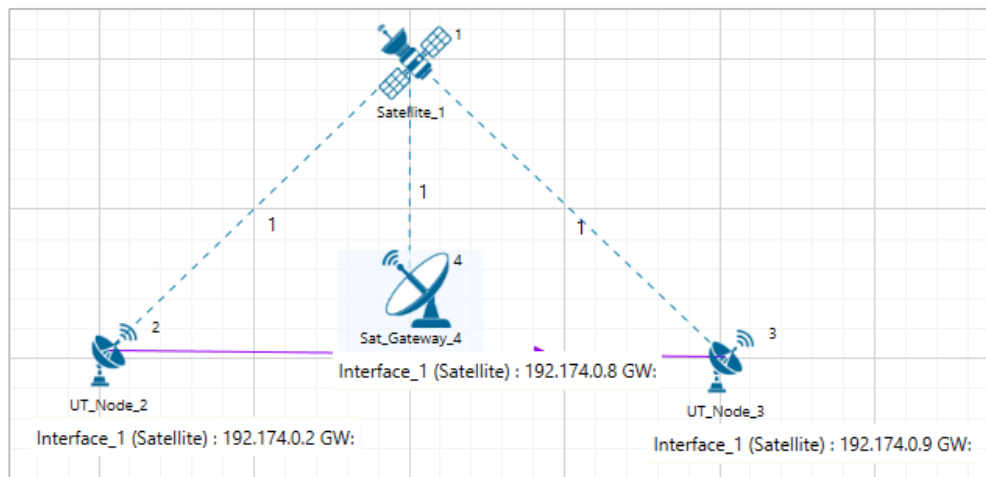 1
Satellite_1
1
1
1
4
Sat_Gateway_4
2
3
Interface_1 (Satellite) : 192.174.0.8 GW:
UT_Node_2
UT_Node_3
Interface_1 (Satellite) : 192.174.0.2 GW:
Interface_1 (Satellite) : 192.174.0.9 GW: